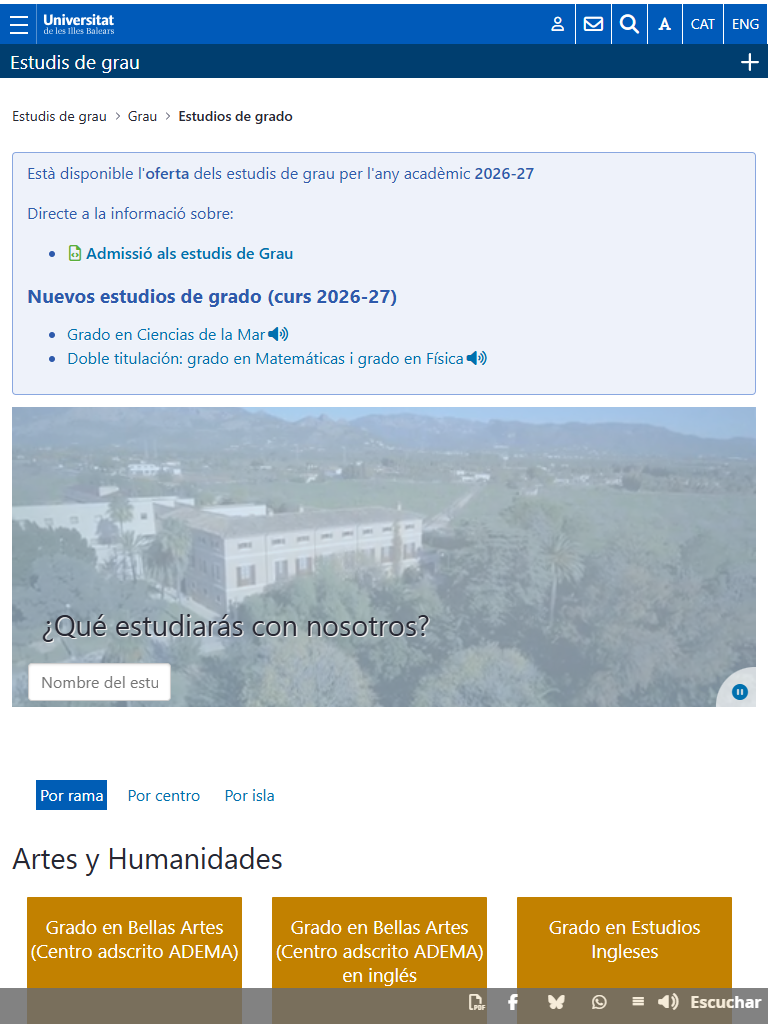 Universitat
de les Illes Balears
A
CAT
ENG
Estudis de grau
Estudis de grau > Grau > Estudios de grado
Està disponible l'oferta dels estudis de grau per l'any acadèmic 2026-27
Directe a la informació sobre:
Admissió als estudis de Grau
Nuevos estudios de grado (curs 2026-27)
Grado en Ciencias de la Mar
Doble titulación: grado en Matemáticas i grado en Física
¿Qué estudiarás con nosotros?
Nombre del estu
Por rama
Por centro
Por isla
Artes y Humanidades
Grado en Bellas Artes
(Centro adscrito ADEMA)
Grado en Bellas Artes
(Centro adscrito ADEMA)
en inglés
Grado en Estudios
Ingleses
PDF
Escuchar